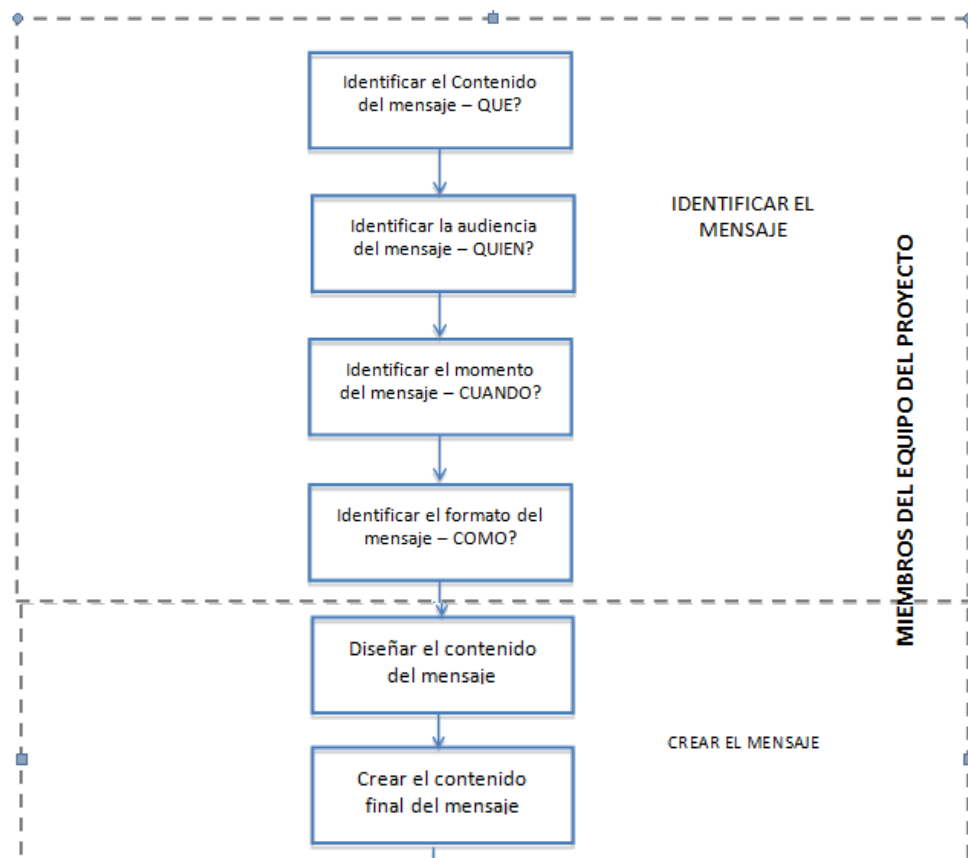 Identificar el Contenido
del mensaje – QUE?
Identificar la audiencia
del mensaje – QUIEN?
IDENTIFICAR EL
MENSAJE
Identificar el momento
del mensaje – CUANDO?
Identificar el formato del
mensaje – COMO?
MIEMBROS DEL EQUIPO DEL PROYECTO
Diseñar el contenido
del mensaje
CREAR EL MENSAJE
Crear el contenido
final del mensaje